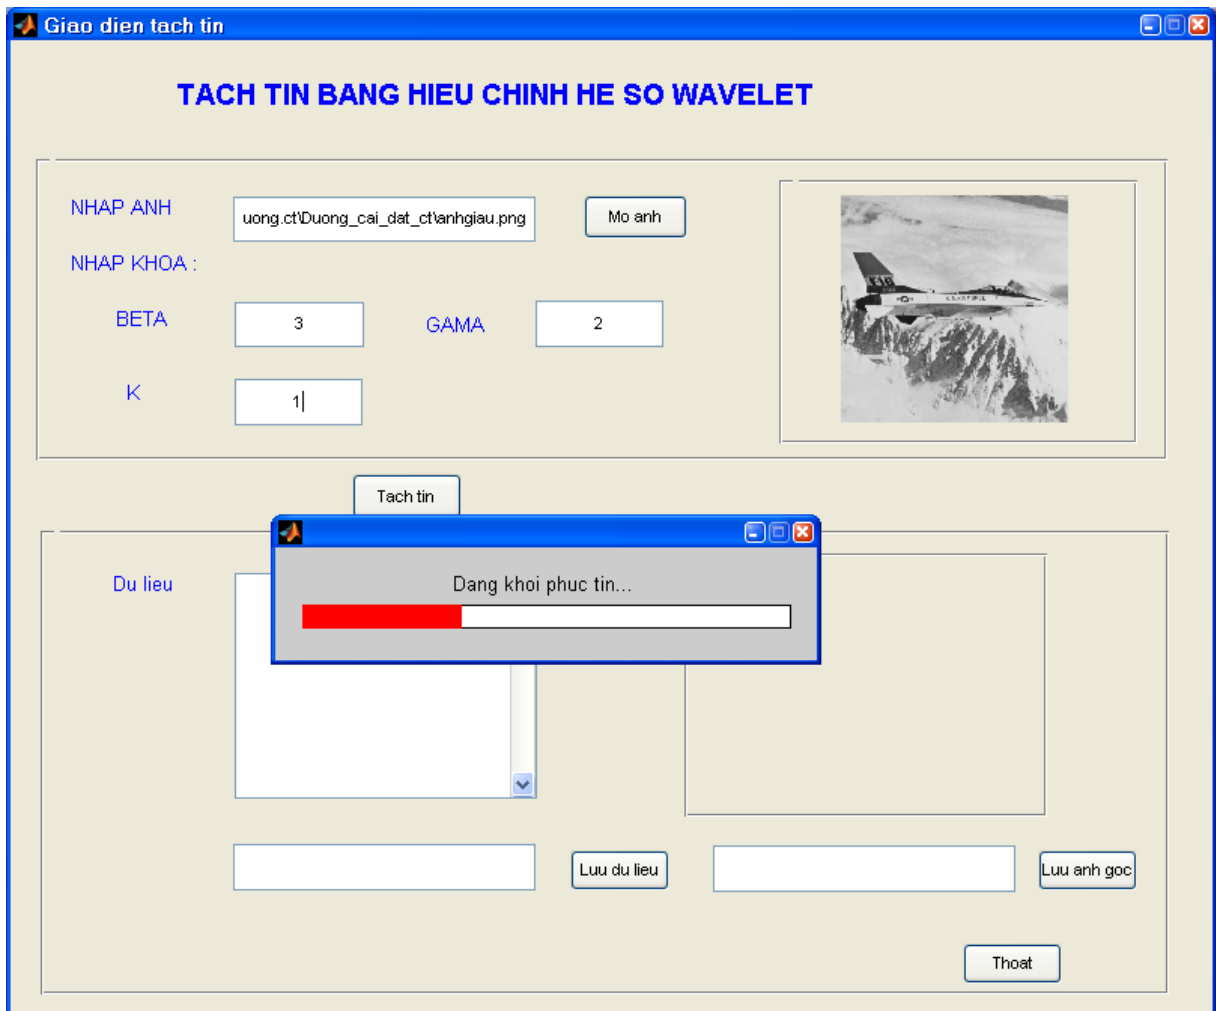 Giao dien tach tin
TACH TIN BANG HIEU CHINH HE SO WAVELET
NHAP ANH
uong.ct\Duong_cai_dat_ct\anhgiau.png
Mo anh
NHAP KHOA :
BETA
3
GAMA
2
K
1
Tach tin
Dang khoi phuc tin...
Du lieu
Luu du lieu
Luu anh goc
Thoat